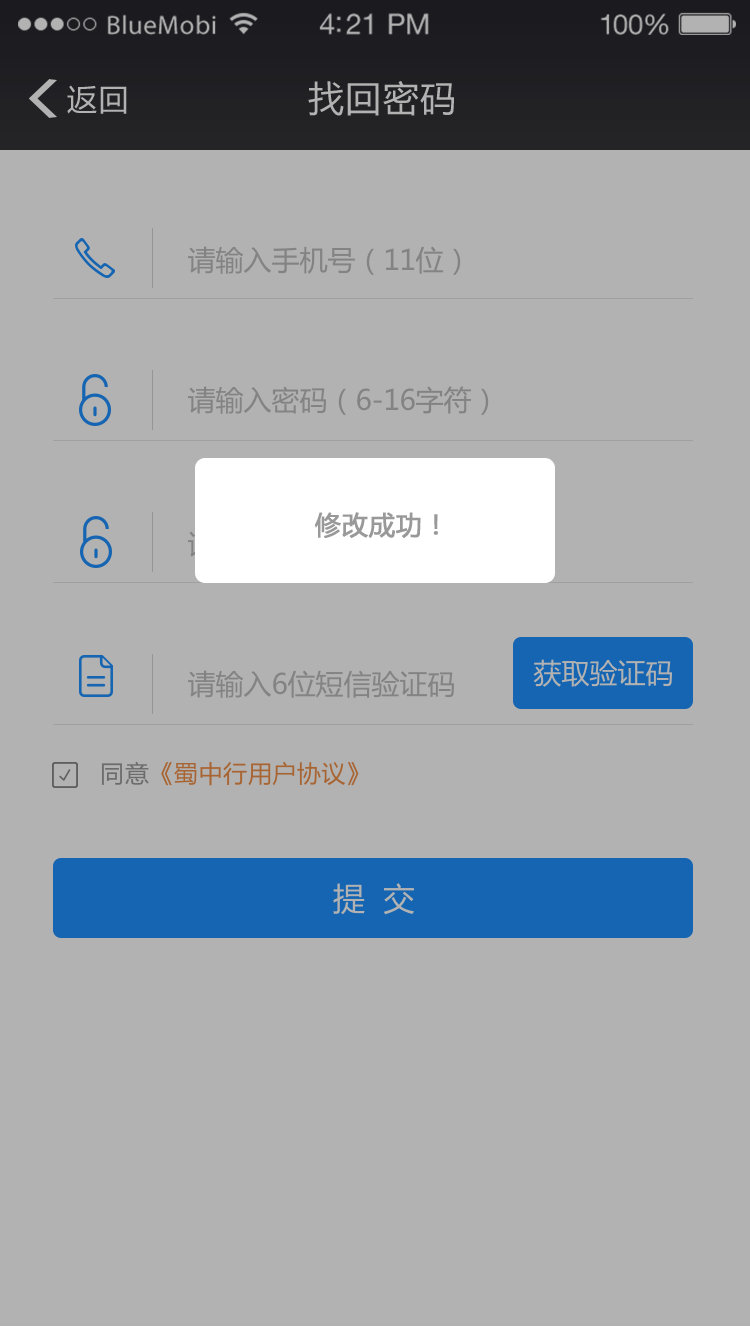 BlueMobi 4:21 PM 100%
返回 找回密码
请输入手机号（11位）
请输入密码（6-16字符）
修改成功！
请输入6位短信验证码 获取验证码
同意《蜀中行用户协议》
提 交